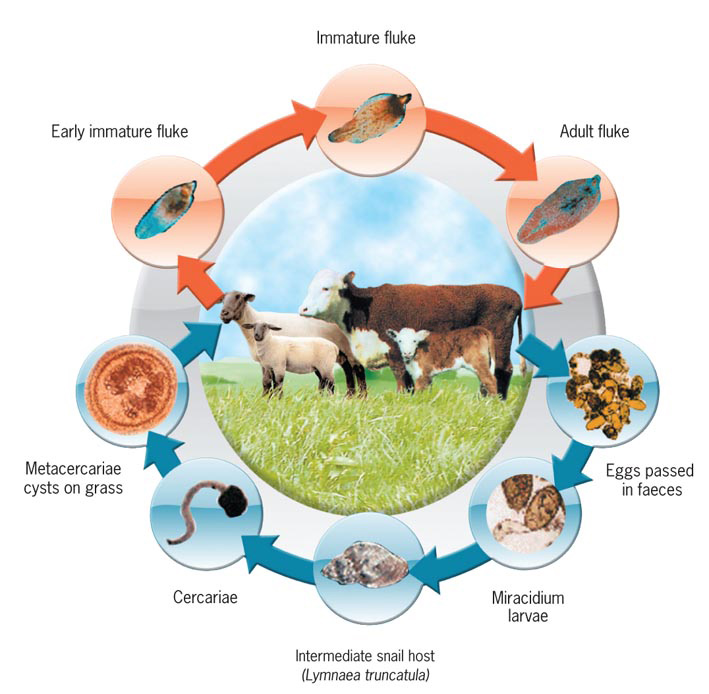 Immature fluke
Early immature fluke
Adult fluke
Metacercariae
cysts on grass
Eggs passed
in faeces
Cercariae
Miracidium
larvae
Intermediate snail host
(Lymnaea truncatula)